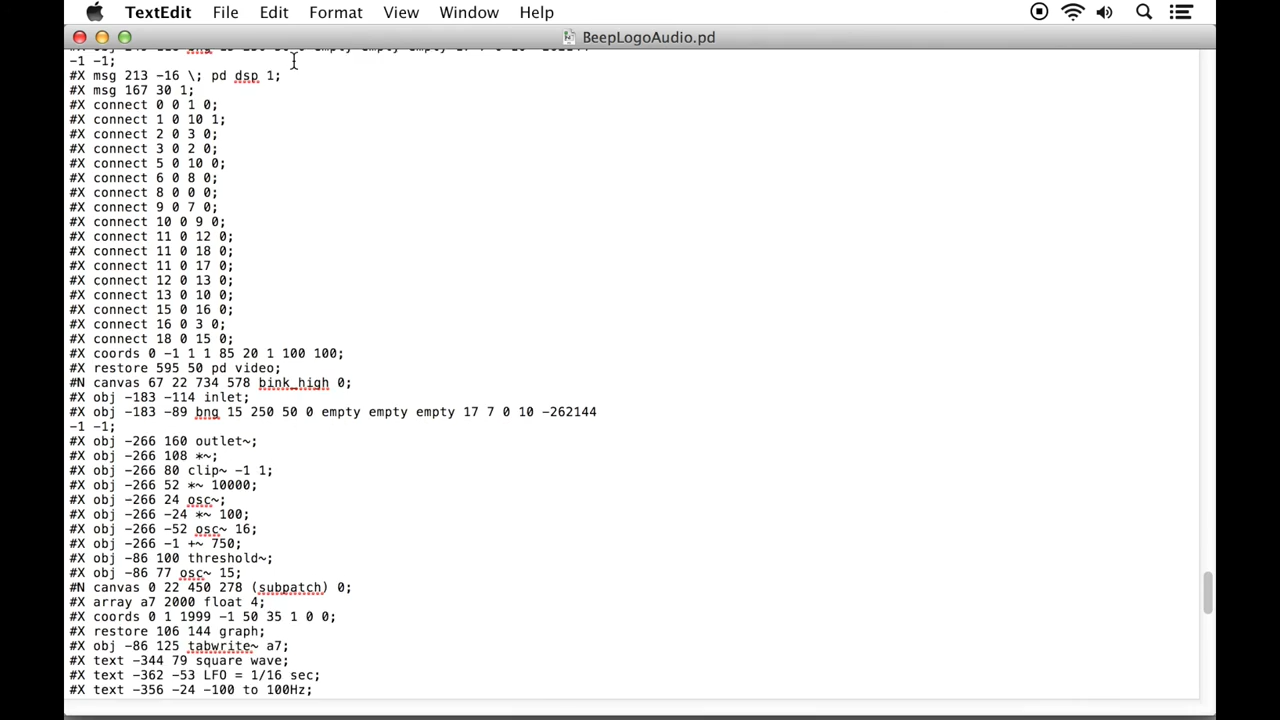 TextEdit File Edit Format View Window Help
BeepLogoAudio.pd
-1 -1;
#X msg 213 -16 \; pd dsp 1;
#X msg 167 30 1;
#X connect 0 0 1 0;
#X connect 1 0 10 1;
#X connect 2 0 3 0;
#X connect 3 0 2 0;
#X connect 5 0 10 0;
#X connect 6 0 8 0;
#X connect 8 0 0 0;
#X connect 9 0 7 0;
#X connect 10 0 9 0;
#X connect 11 0 12 0;
#X connect 11 0 18 0;
#X connect 11 0 17 0;
#X connect 12 0 13 0;
#X connect 13 0 10 0;
#X connect 15 0 16 0;
#X connect 16 0 3 0;
#X connect 18 0 15 0;
#X coords 0 -1 1 1 85 20 1 100 100;
#X restore 595 50 pd video;
#N canvas 67 22 734 578 bink_high 0;
#X obj -183 -114 inlet;
#X obj -183 -89 bng 15 250 50 0 empty empty empty 17 7 0 10 -262144
-1 -1;
#X obj -266 160 outlet~;
#X obj -266 108 *~;
#X obj -266 80 clip~ -1 1;
#X obj -266 52 *~ 10000;
#X obj -266 24 osc~;
#X obj -266 -24 *~ 100;
#X obj -266 -52 osc~ 16;
#X obj -266 -1 +~ 750;
#X obj -86 100 threshold~;
#X obj -86 77 osc~ 15;
#N canvas 0 22 450 278 (subpatch) 0;
#X array a7 2000 float 4;
#X coords 0 1 1999 -1 50 35 1 0 0;
#X restore 106 144 graph;
#X obj -86 125 tabwrite~ a7;
#X text -344 79 square wave;
#X text -362 -53 LFO = 1/16 sec;
#X text -356 -24 -100 to 100Hz;